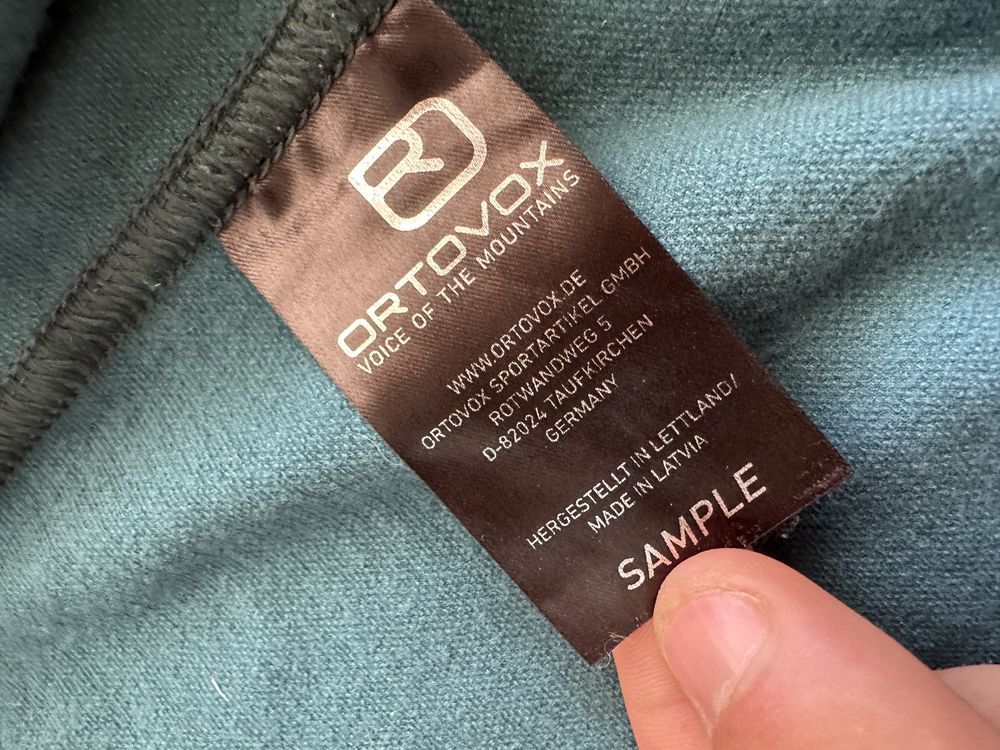 ORTOVOX
VOICE OF THE MOUNTAINS
WWW.ORTOVOX.DE
ORTOVOX SPORTARTIKEL GMBH
ROTWANDWEG 5
D-82024 TAUFKIRCHEN
GERMANY
HERGESTELLT IN LETTLAND/
MADE IN LATVIA
SAMPLE